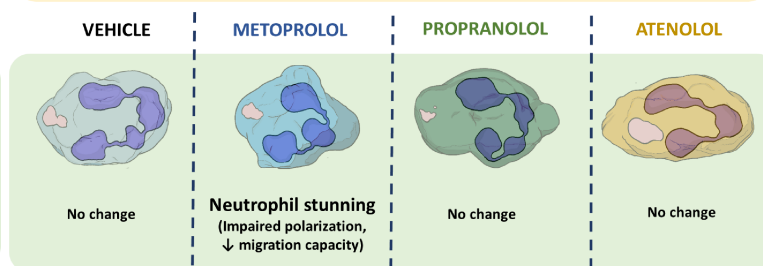 VEHICLE
METOPROLOL
PROPRANOLOL
ATENOLOL
No change
Neutrophil stunning
(Impaired polarization,
↓ migration capacity)
No change
No change